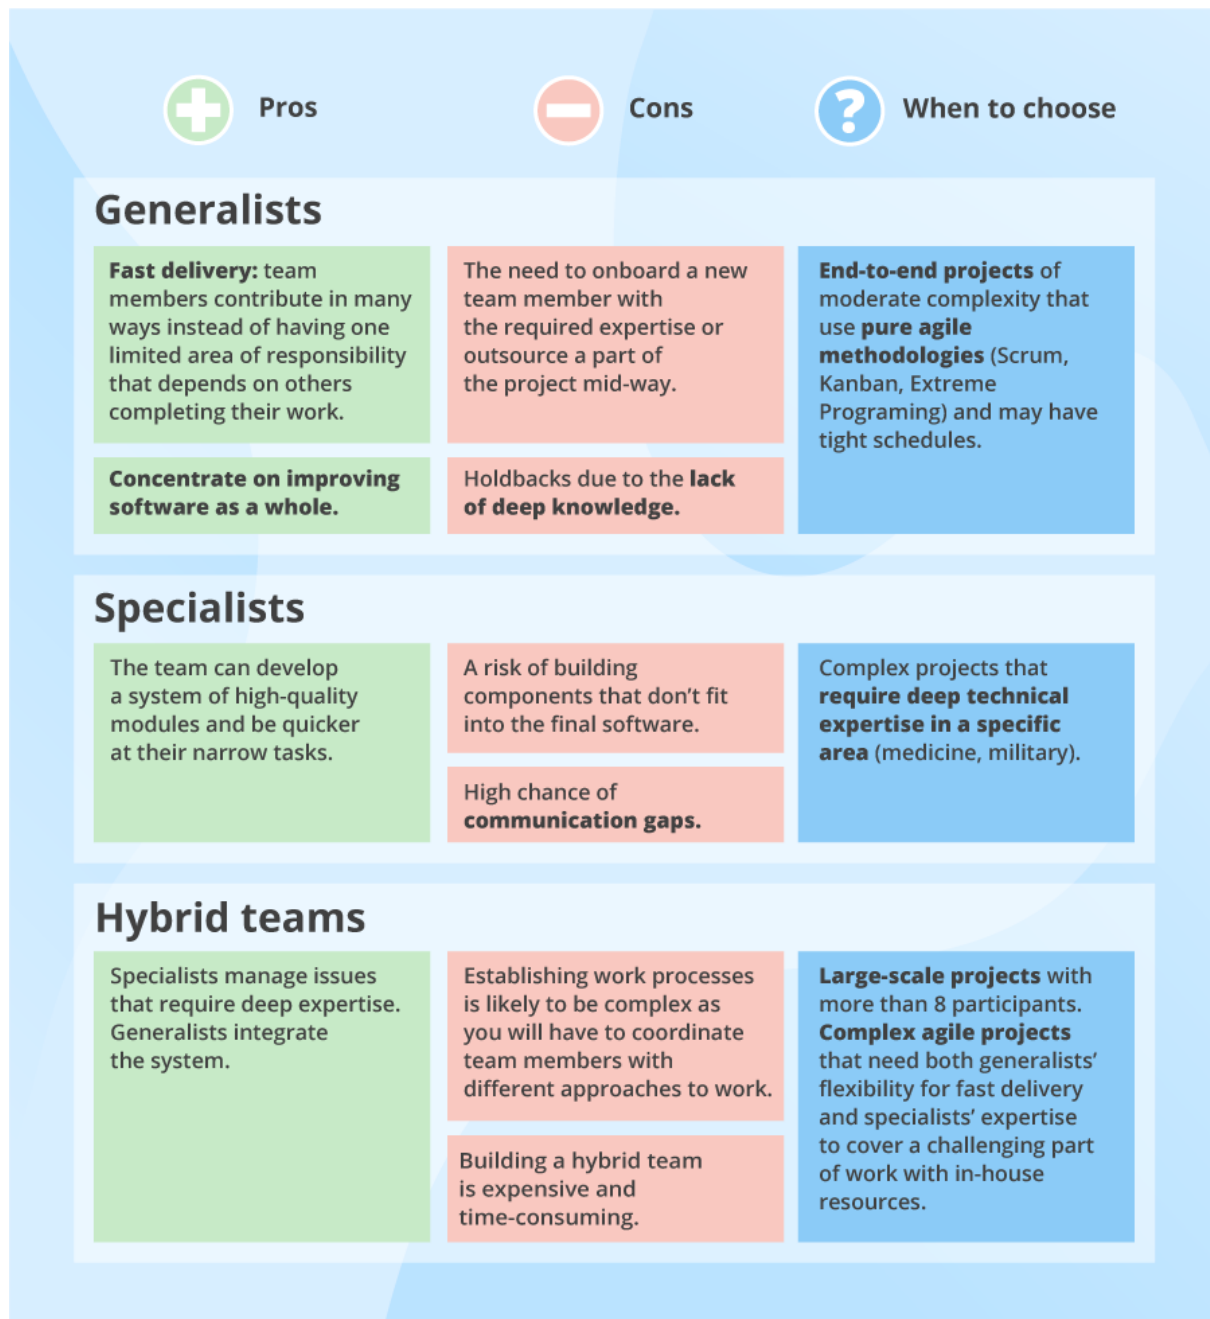 Pros
Cons
When to choose
Generalists
Fast delivery: team
members contribute in many
ways instead of having one
limited area of responsibility
that depends on others
completing their work.
Concentrate on improving
software as a whole.
The need to onboard a new
team member with
the required expertise or
outsource a part of
the project mid-way.
Holdbacks due to the lack
of deep knowledge.
End-to-end projects of
moderate complexity that
use pure agile
methodologies (Scrum,
Kanban, Extreme
Programing) and may have
tight schedules.
Specialists
The team can develop
a system of high-quality
modules and be quicker
at their narrow tasks.
A risk of building
components that don’t fit
into the final software.
High chance of
communication gaps.
Complex projects that
require deep technical
expertise in a specific
area (medicine, military).
Hybrid teams
Specialists manage issues
that require deep expertise.
Generalists integrate
the system.
Establishing work processes
is likely to be complex as
you will have to coordinate
team members with
different approaches to work.
Building a hybrid team
is expensive and
time-consuming.
Large-scale projects with
more than 8 participants.
Complex agile projects
that need both generalists’
flexibility for fast delivery
and specialists’ expertise
to cover a challenging part
of work with in-house
resources.